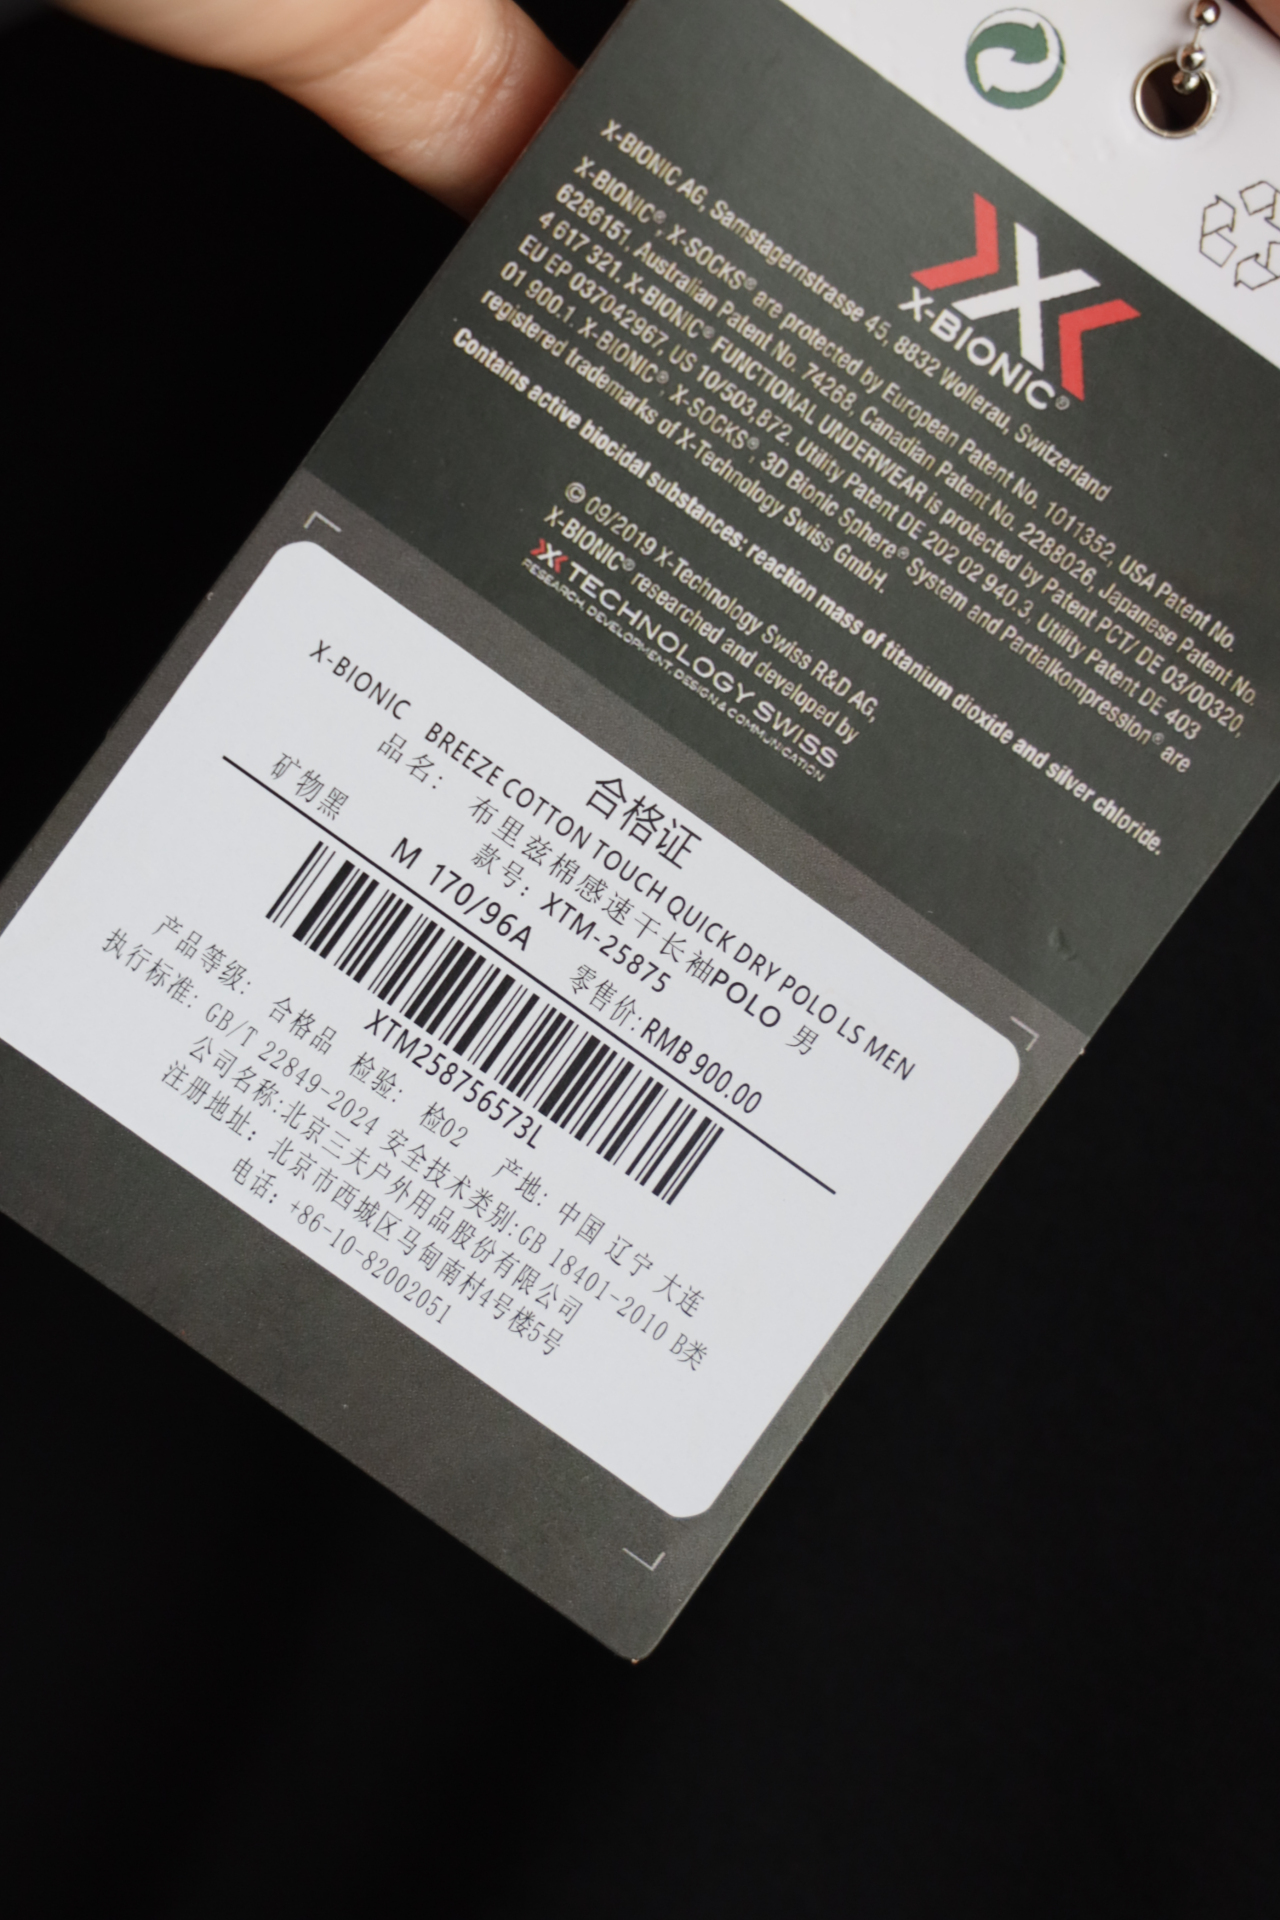 X-BIONIC®
X-BIONIC AG, Samstagernstrasse 45, 8832 Wollerau, Switzerland
X-BIONIC®, X-SOCKS® are protected by European Patent No. 1011352, USA Patent No.
6286151, Australian Patent No. 74268, Canadian Patent No. 2288026, Japanese Patent No.
4 617 321, X-BIONIC® FUNCTIONAL UNDERWEAR is protected by Patent PCT/ DE 03/00320,
EU EP 037042967, US 10/503,872. Utility Patent DE 202 02 940.3, Utility Patent DE 403
01 900.1. X-BIONIC®, X-SOCKS®, 3D Bionic Sphere® System and Partialkompression® are
registered trademarks of X-Technology Swiss GmbH.
Contains active biocidal substances: reaction mass of titanium dioxide and silver chloride.
© 09/2019 X-Technology Swiss R&D AG,
X-BIONIC® researched and developed by
X TECHNOLOGY SWISS
RESEARCH, DEVELOPMENT, DESIGN & COMMUNICATION
合格证
X-BIONIC BREEZE COTTON TOUCH QUICK DRY POLO LS MEN
品名: 布里兹棉感速干长袖POLO 男
款号: XTM-25875
矿物黑 M 170/96A 零售价: RMB 900.00
XTM258756573L
产品等级: 合格品 检验: 检02 产地: 中国 辽宁 大连
执行标准: GB/T 22849-2024 安全技术类别: GB 18401-2010 B类
公司名称: 北京三夫户外用品股份有限公司
注册地址: 北京市西城区马甸南村4号楼5号
电话: +86-10-82002051